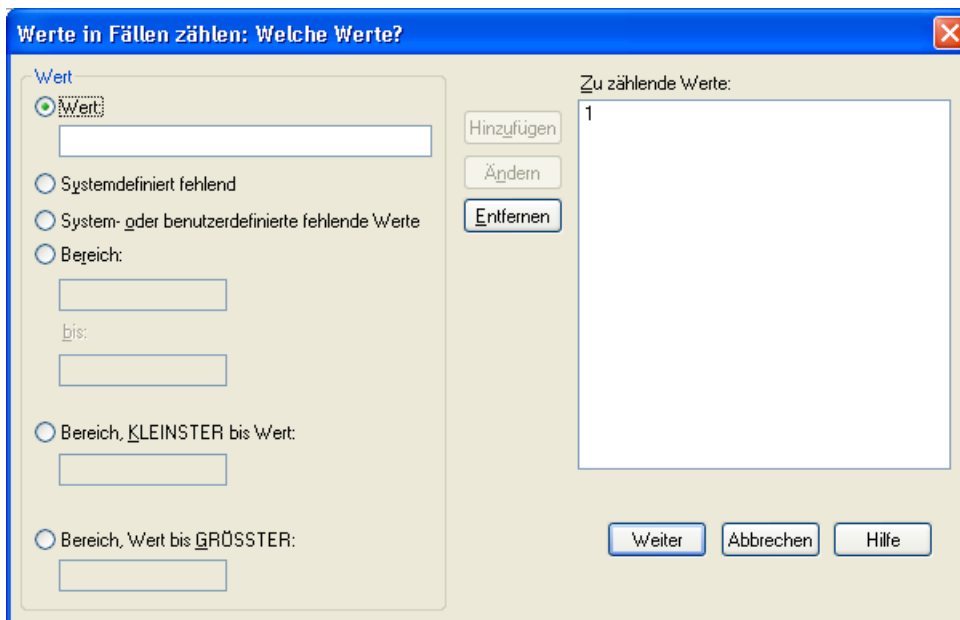 Werte in Fällen zählen: Welche Werte?
Wert
Wert:
Systemdefiniert fehlend
System- oder benutzerdefinierte fehlende Werte
Bereich:
bis:
Bereich, KLEINSTER bis Wert:
Bereich, Wert bis GRÖSSTER:
Hinzufügen
Ändern
Entfernen
Zu zählende Werte:
1
Weiter
Abbrechen
Hilfe